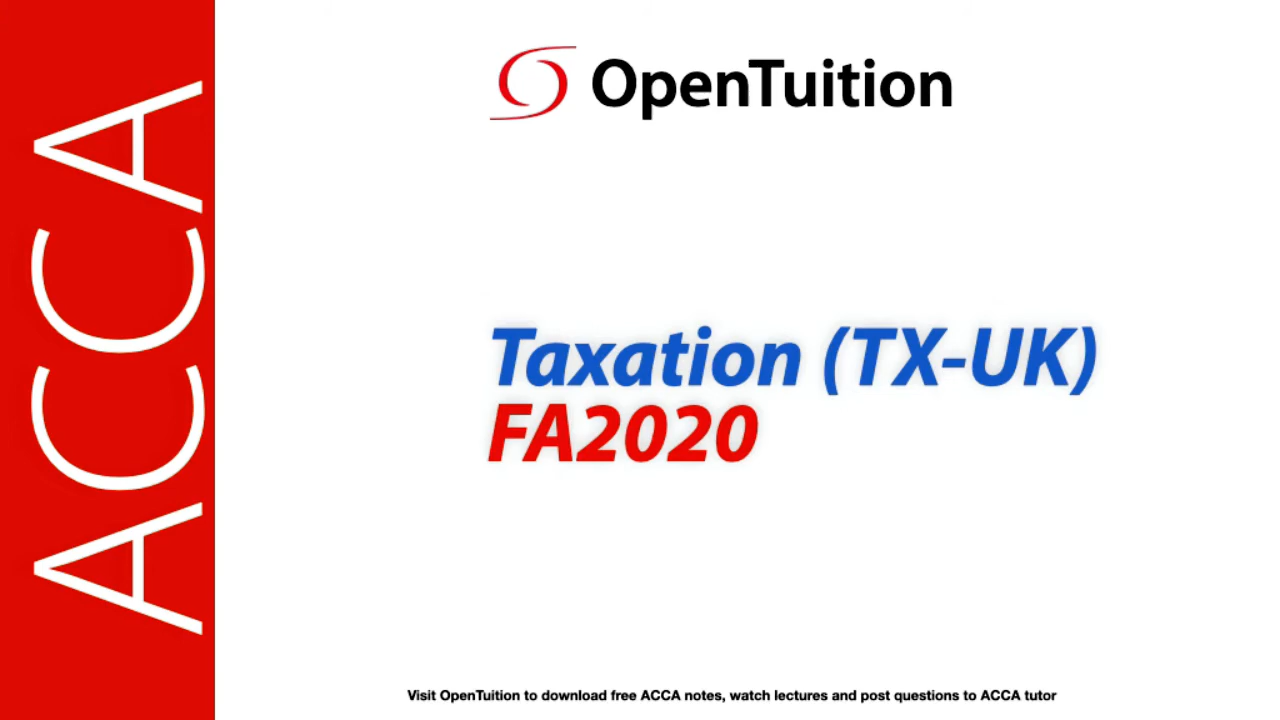 ACCA
OpenTuition
Taxation (TX-UK)
FA2020
Visit OpenTuition to download free ACCA notes, watch lectures and post questions to ACCA tutor